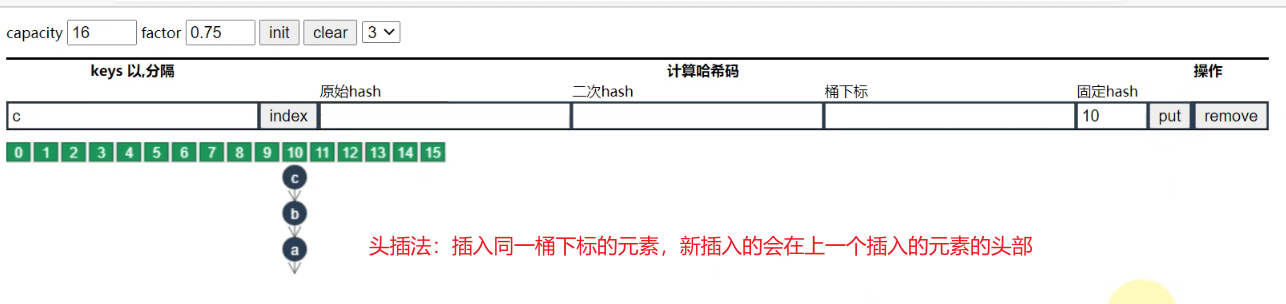 capacity 16 factor 0.75 init clear 3
keys 以,分隔 计算哈希码 操作
原始hash 二次hash 桶下标 固定hash
c index 10 put remove
0 1 2 3 4 5 6 7 8 9 10 11 12 13 14 15
c
b
a
头插法：插入同一桶下标的元素，新插入的会在上一个插入的元素的头部